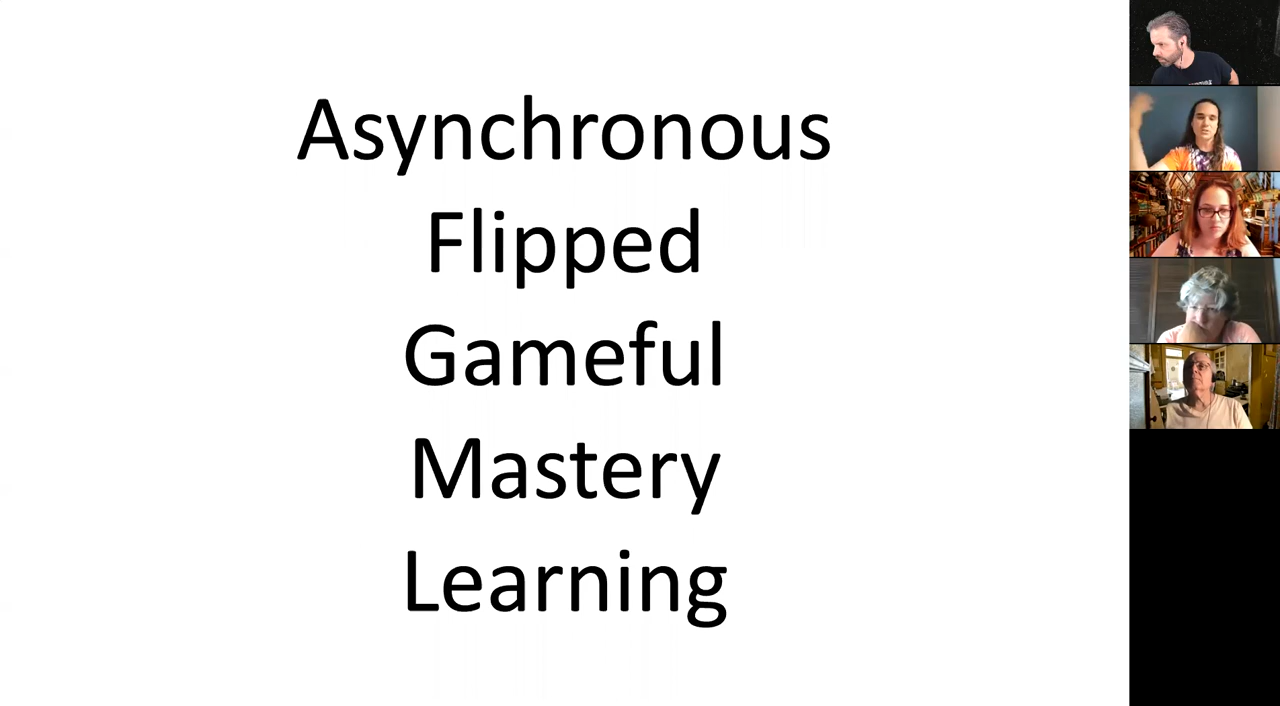 Asynchronous
Flipped
Gameful
Mastery
Learning